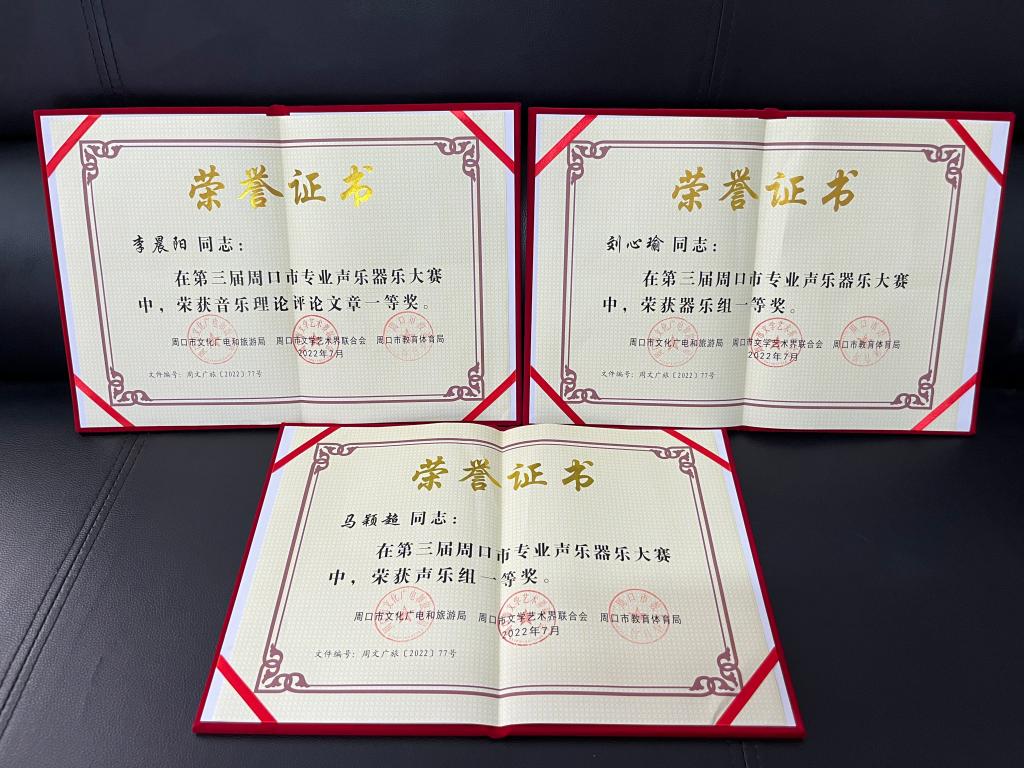 荣誉证书
李晨阳 同志：
在第三届周口市专业声乐器乐大赛
中，荣获音乐理论评论文章一等奖。
周口市文化广电和旅游局 周口市文学艺术界联合会 周口市教育体育局
2022年7月
文件编号：周文广旅〔2022〕77号
荣誉证书
刘心瑜 同志：
在第三届周口市专业声乐器乐大赛
中，荣获器乐组一等奖。
周口市文化广电和旅游局 周口市文学艺术界联合会 周口市教育体育局
2022年7月
文件编号：周文广旅〔2022〕77号
荣誉证书
马颖超 同志：
在第三届周口市专业声乐器乐大赛
中，荣获声乐组一等奖。
周口市文化广电和旅游局 周口市文学艺术界联合会 周口市教育体育局
2022年7月
文件编号：周文广旅〔2022〕77号